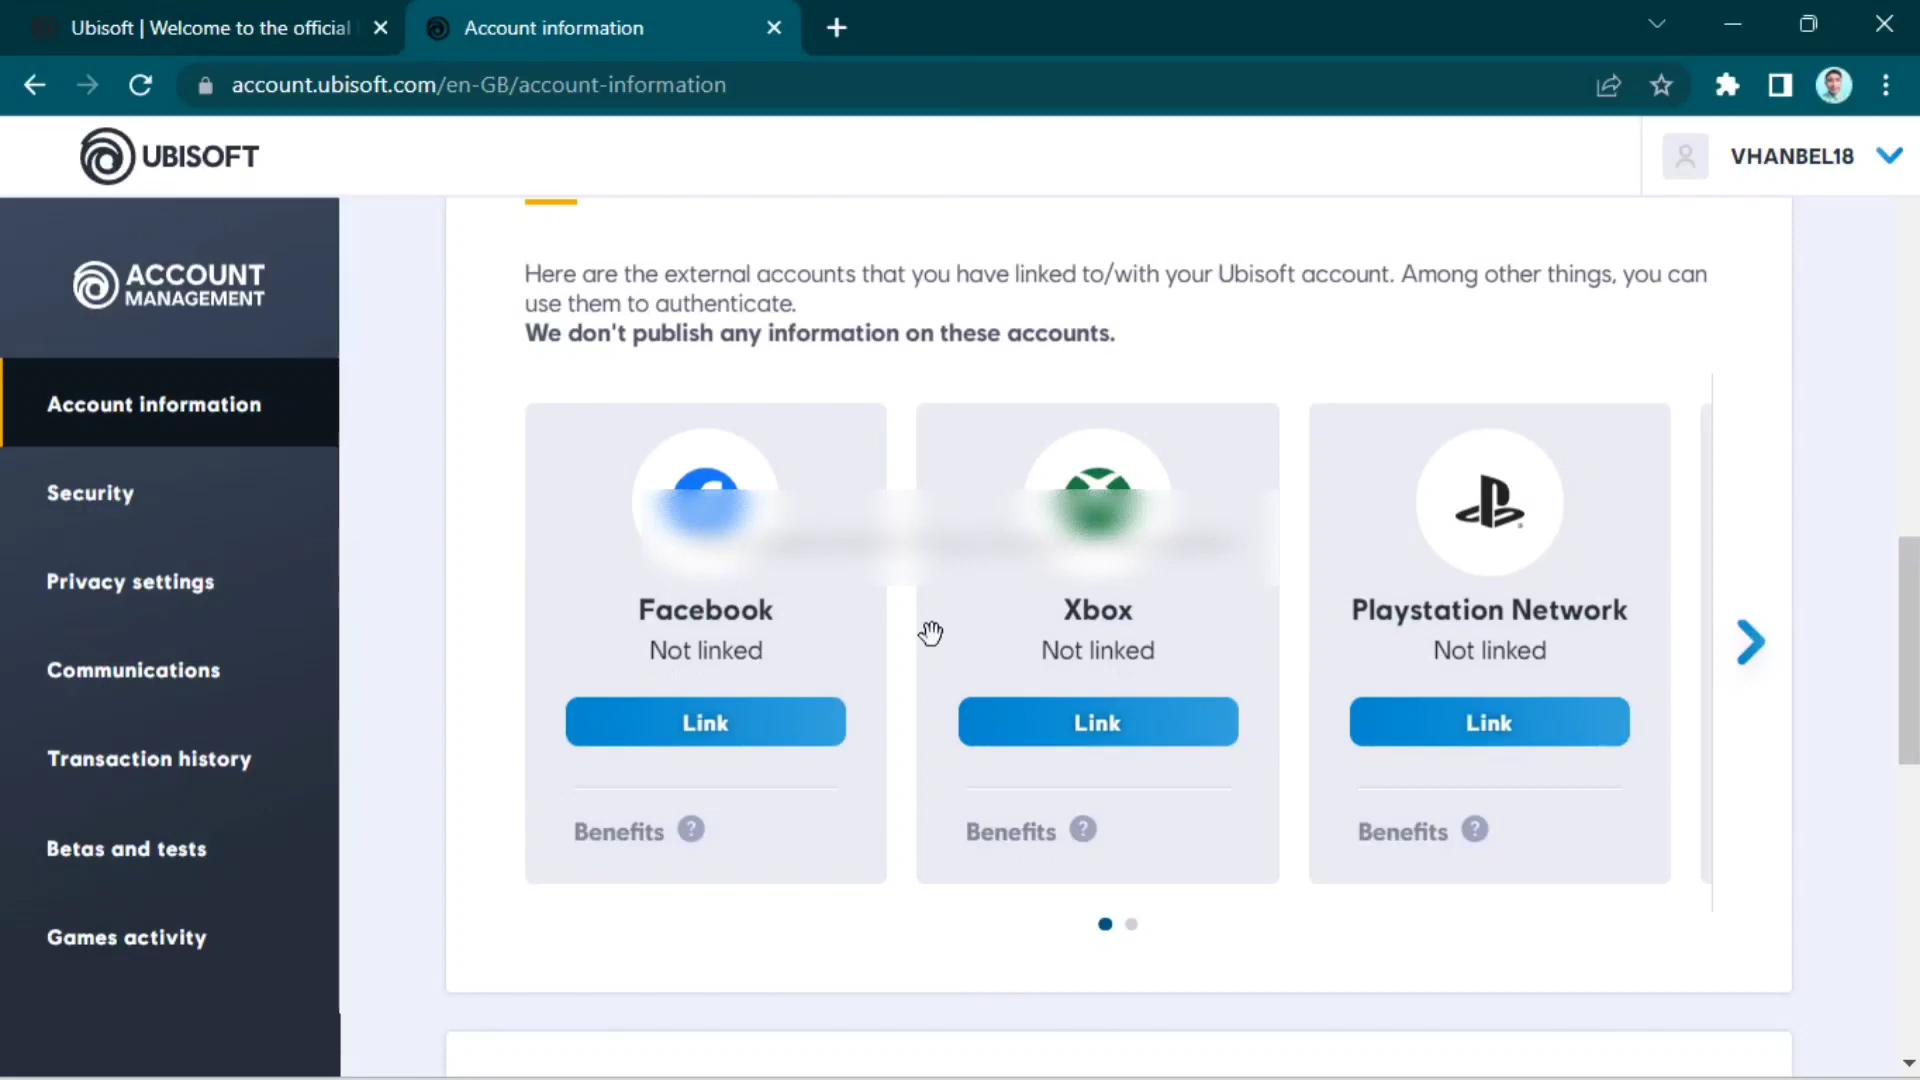 Ubisoft | Welcome to the official
Account information
account.ubisoft.com/en-GB/account-information
UBISOFT
VHANBEL18
ACCOUNT
MANAGEMENT
Account information
Security
Privacy settings
Communications
Transaction history
Betas and tests
Games activity
Here are the external accounts that you have linked to/with your Ubisoft account. Among other things, you can
use them to authenticate.
We don't publish any information on these accounts.
Facebook
Not linked
Link
Benefits ?
Xbox
Not linked
Link
Benefits ?
Playstation Network
Not linked
Link
Benefits ?